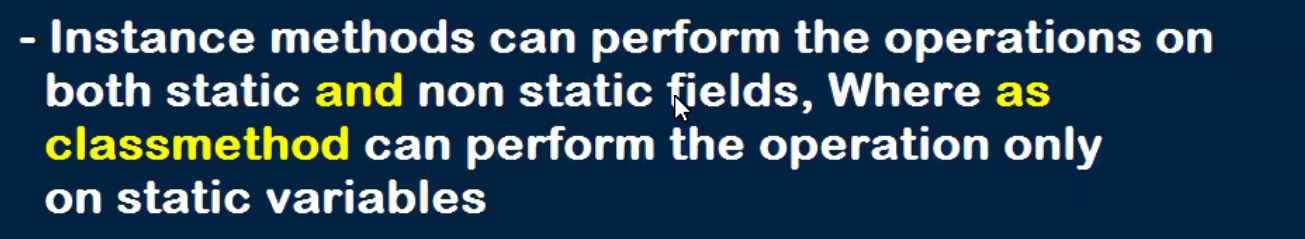 - Instance methods can perform the operations on
both static and non static fields, Where as
classmethod can perform the operation only
on static variables